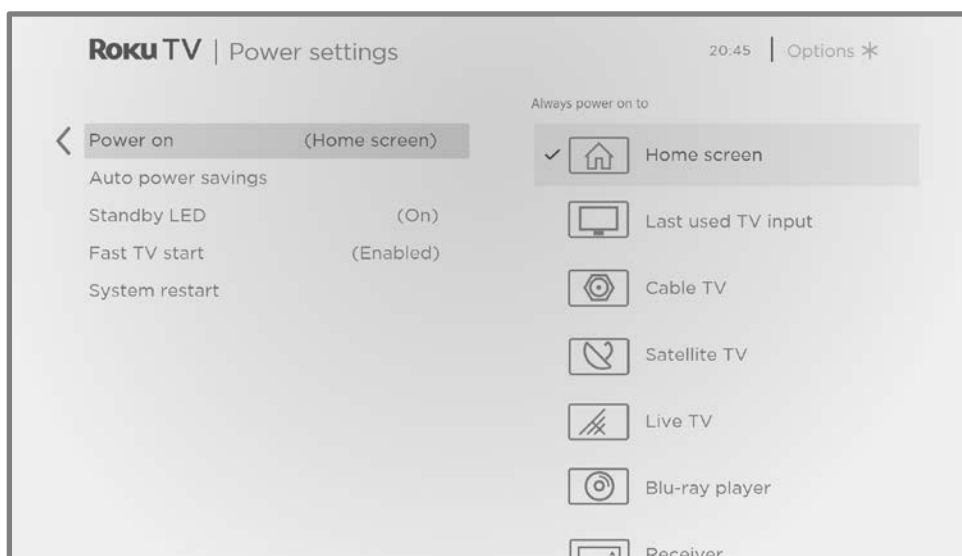 Roku TV | Power settings
20:45 | Options *
Power on (Home screen)
Auto power savings
Standby LED (On)
Fast TV start (Enabled)
System restart
Always power on to
Home screen
Last used TV input
Cable TV
Satellite TV
Live TV
Blu-ray player
Receiver